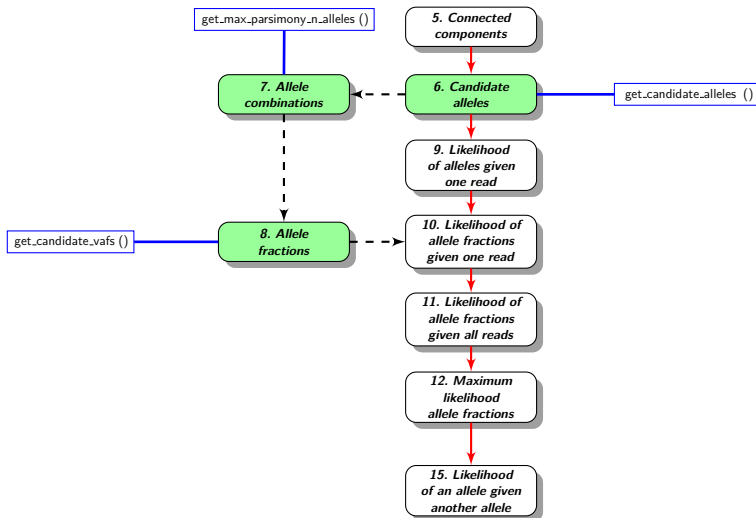 get_max_parsimony_n_alleles ()
5. Connected
components
7. Allele
combinations
6. Candidate
alleles
get_candidate_alleles ()
9. Likelihood
of alleles given
one read
get_candidate_vafs ()
8. Allele
fractions
10. Likelihood of
allele fractions
given one read
11. Likelihood of
allele fractions
given all reads
12. Maximum
likelihood
allele fractions
15. Likelihood
of an allele given
another allele